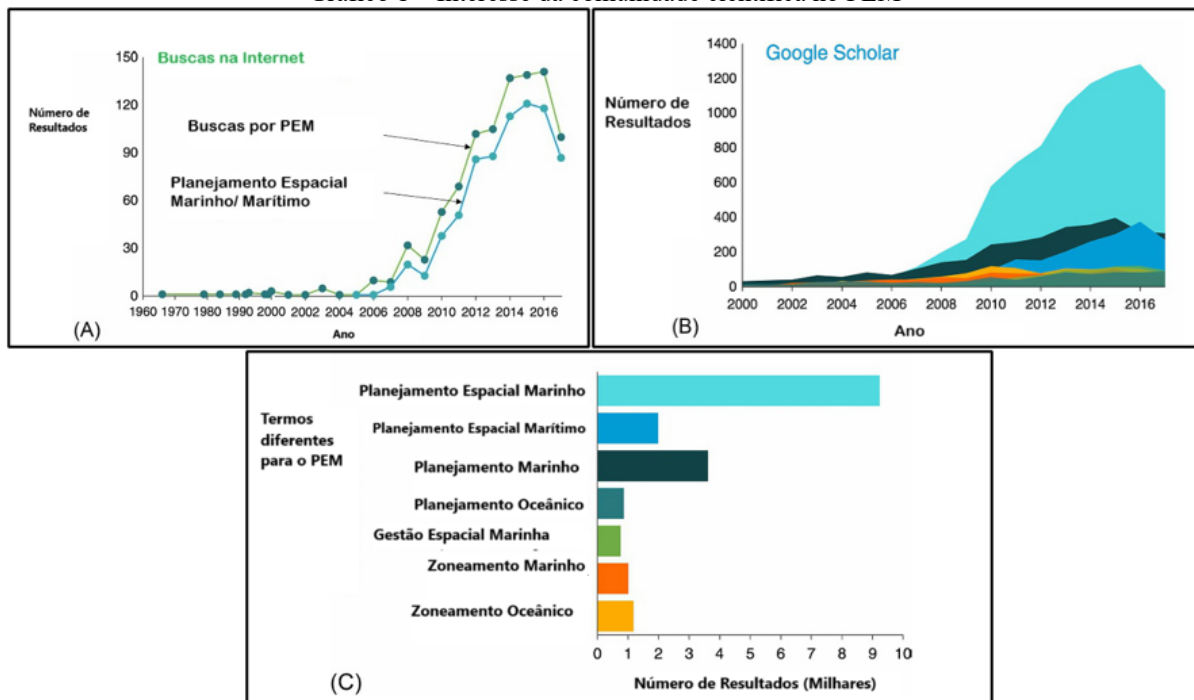 Buscas na Internet
Número de
Resultados
150
120
90
60
30
0
Buscas por PEM
Planejamento Espacial
Marinho/ Marítimo
1960 1970 1980 1990 2000 2002 2004 2006 2008 2010 2012 2014 2016
(A)
Ano
Google Scholar
Número de
Resultados
1400
1200
1000
800
600
400
200
0
2000 2002 2004 2006 2008 2010 2012 2014 2016
(B)
Ano
Termos
diferentes
para o PEM
Planejamento Espacial Marinho
Planejamento Espacial Marítimo
Planejamento Marinho
Planejamento Oceânico
Gestão Espacial Marinha
Zoneamento Marinho
Zoneamento Oceânico
0 1 2 3 4 5 6 7 8 9 10
(C)
Número de Resultados (Milhares)